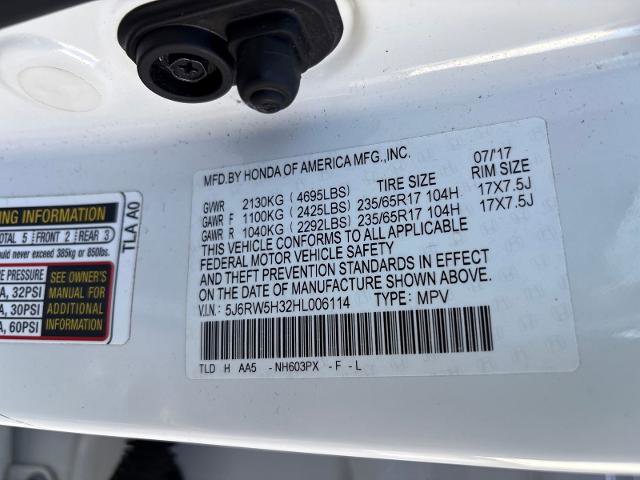 MFD.BY HONDA OF AMERICA MFG.,INC. 07/'17
TIRE SIZE RIM SIZE
GVWR 2130KG (4695LBS)
GAWR F 1100KG (2425LBS) 235/65R17 104H 17X7.5J
GAWR R 1040KG (2292LBS) 235/65R17 104H 17X7.5J
THIS VEHICLE CONFORMS TO ALL APPLICABLE
FEDERAL MOTOR VEHICLE SAFETY
AND THEFT PREVENTION STANDARDS IN EFFECT
ON THE DATE OF MANUFACTURE SHOWN ABOVE.
V.I.N.: 5J6RW5H32HL006114 TYPE: MPV
TLD H AA5 -NH603PX -F-L
TLA A0
NG INFORMATION
OTAL 5 FRONT 2 REAR 3
ould never exceed 385kg or 850lbs.
E PRESSURE
A, 32PSI
A, 30PSI
A, 60PSI
SEE OWNER'S
MANUAL FOR
ADDITIONAL
INFORMATION